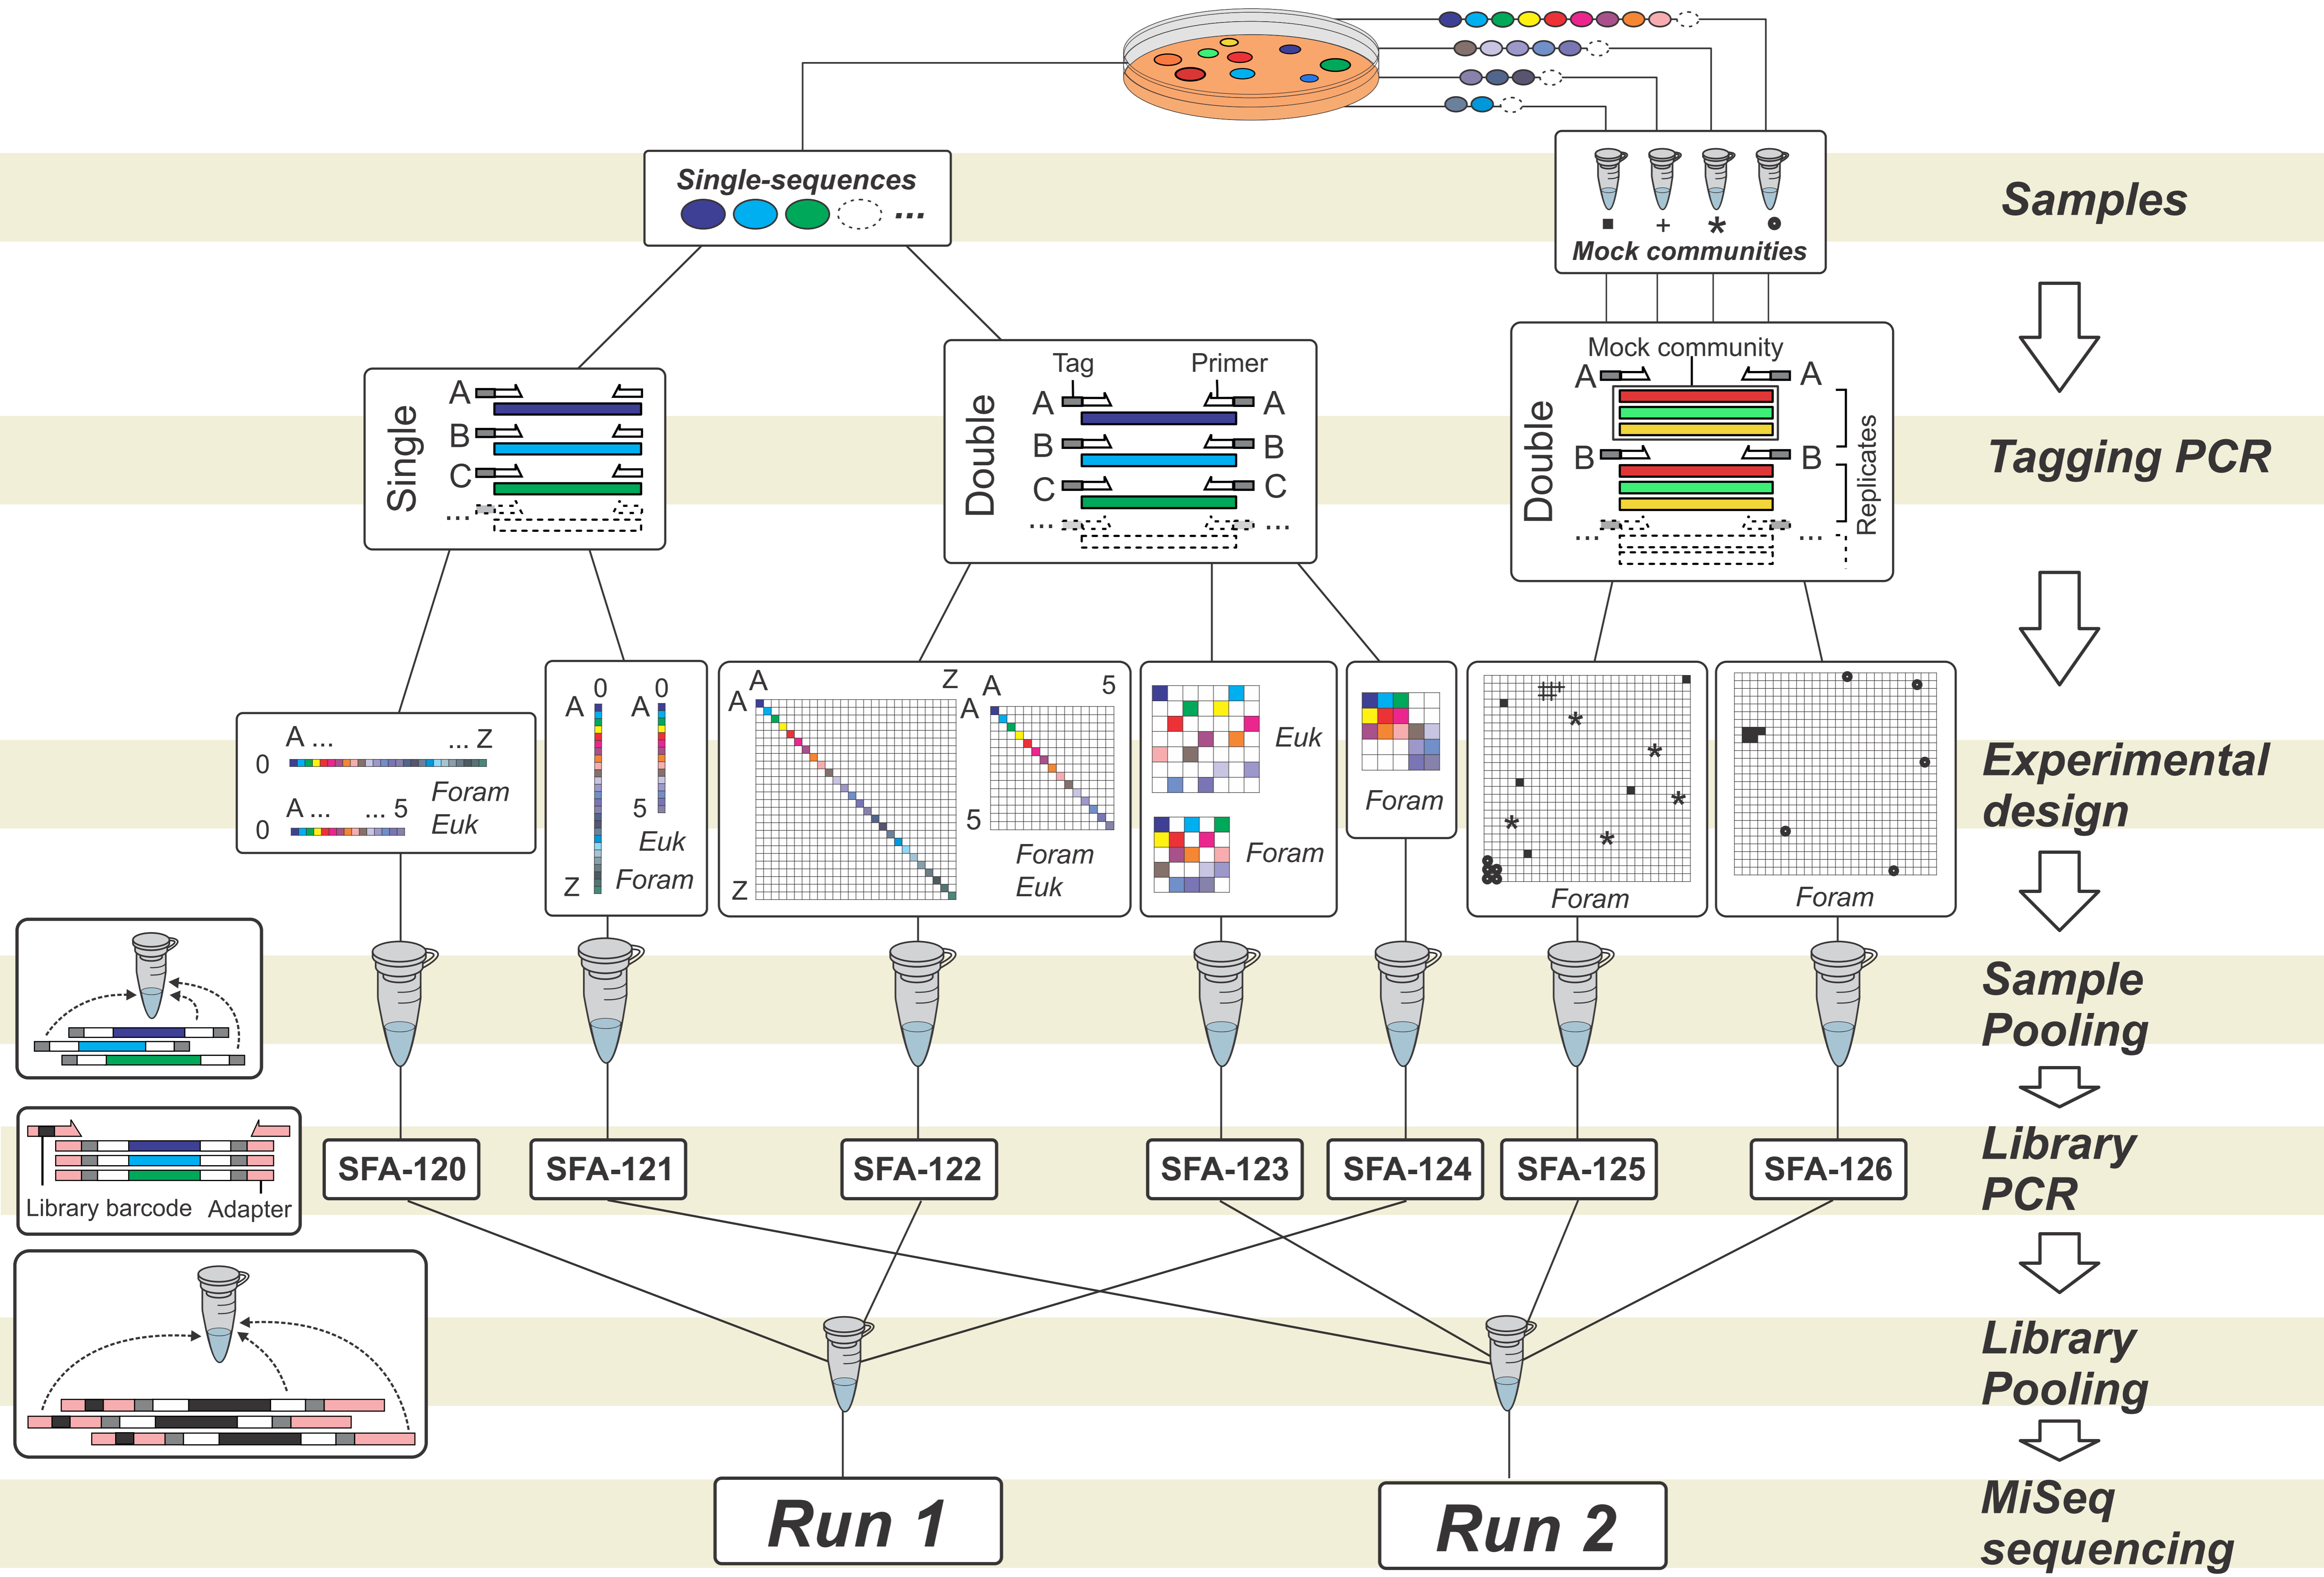 Single-sequences
...
+ *
Mock communities
Samples
Single
A
B
C
...
Double
Tag
Primer
A A
B B
C C
... ...
Double
Mock community
A A
B B
... ...
Replicates
Tagging PCR
A ... ... Z
0
A ... ... 5
0
Foram
Euk
0 0
A A
5
Euk
Z
Foram
A Z
A
Z
A 5
A
5
Foram
Euk
Euk
Foram
Foram
Foram
Foram
Experimental
design
Sample
Pooling
Library barcode
Adapter
SFA-120
SFA-121
SFA-122
SFA-123
SFA-124
SFA-125
SFA-126
Library
PCR
Library
Pooling
Run 1
Run 2
MiSeq
sequencing